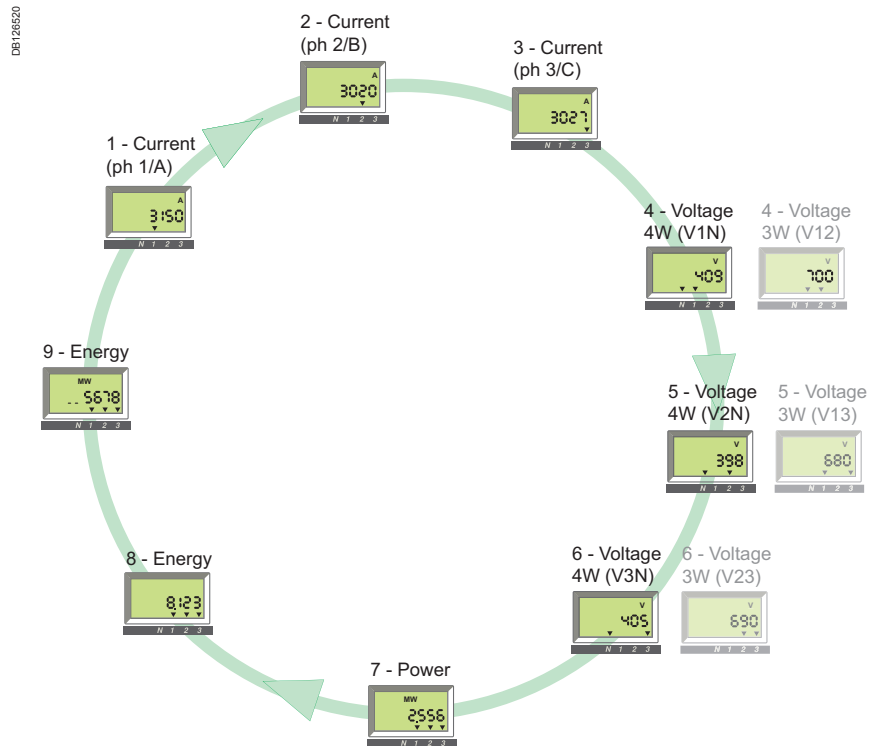 DB126520
2 - Current
(ph 2/B)
A
3020
N 1 2 3
3 - Current
(ph 3/C)
A
3027
N 1 2 3
1 - Current
(ph 1/A)
A
3150
N 1 2 3
4 - Voltage
4W (V1N)
V
409
N 1 2 3
4 - Voltage
3W (V12)
V
700
N 1 2 3
9 - Energy
MW
.. 5678
N 1 2 3
5 - Voltage
4W (V2N)
V
398
N 1 2 3
5 - Voltage
3W (V13)
V
680
N 1 2 3
8 - Energy
8.123
N 1 2 3
6 - Voltage
4W (V3N)
V
405
N 1 2 3
6 - Voltage
3W (V23)
V
690
N 1 2 3
7 - Power
MW
2.556
N 1 2 3